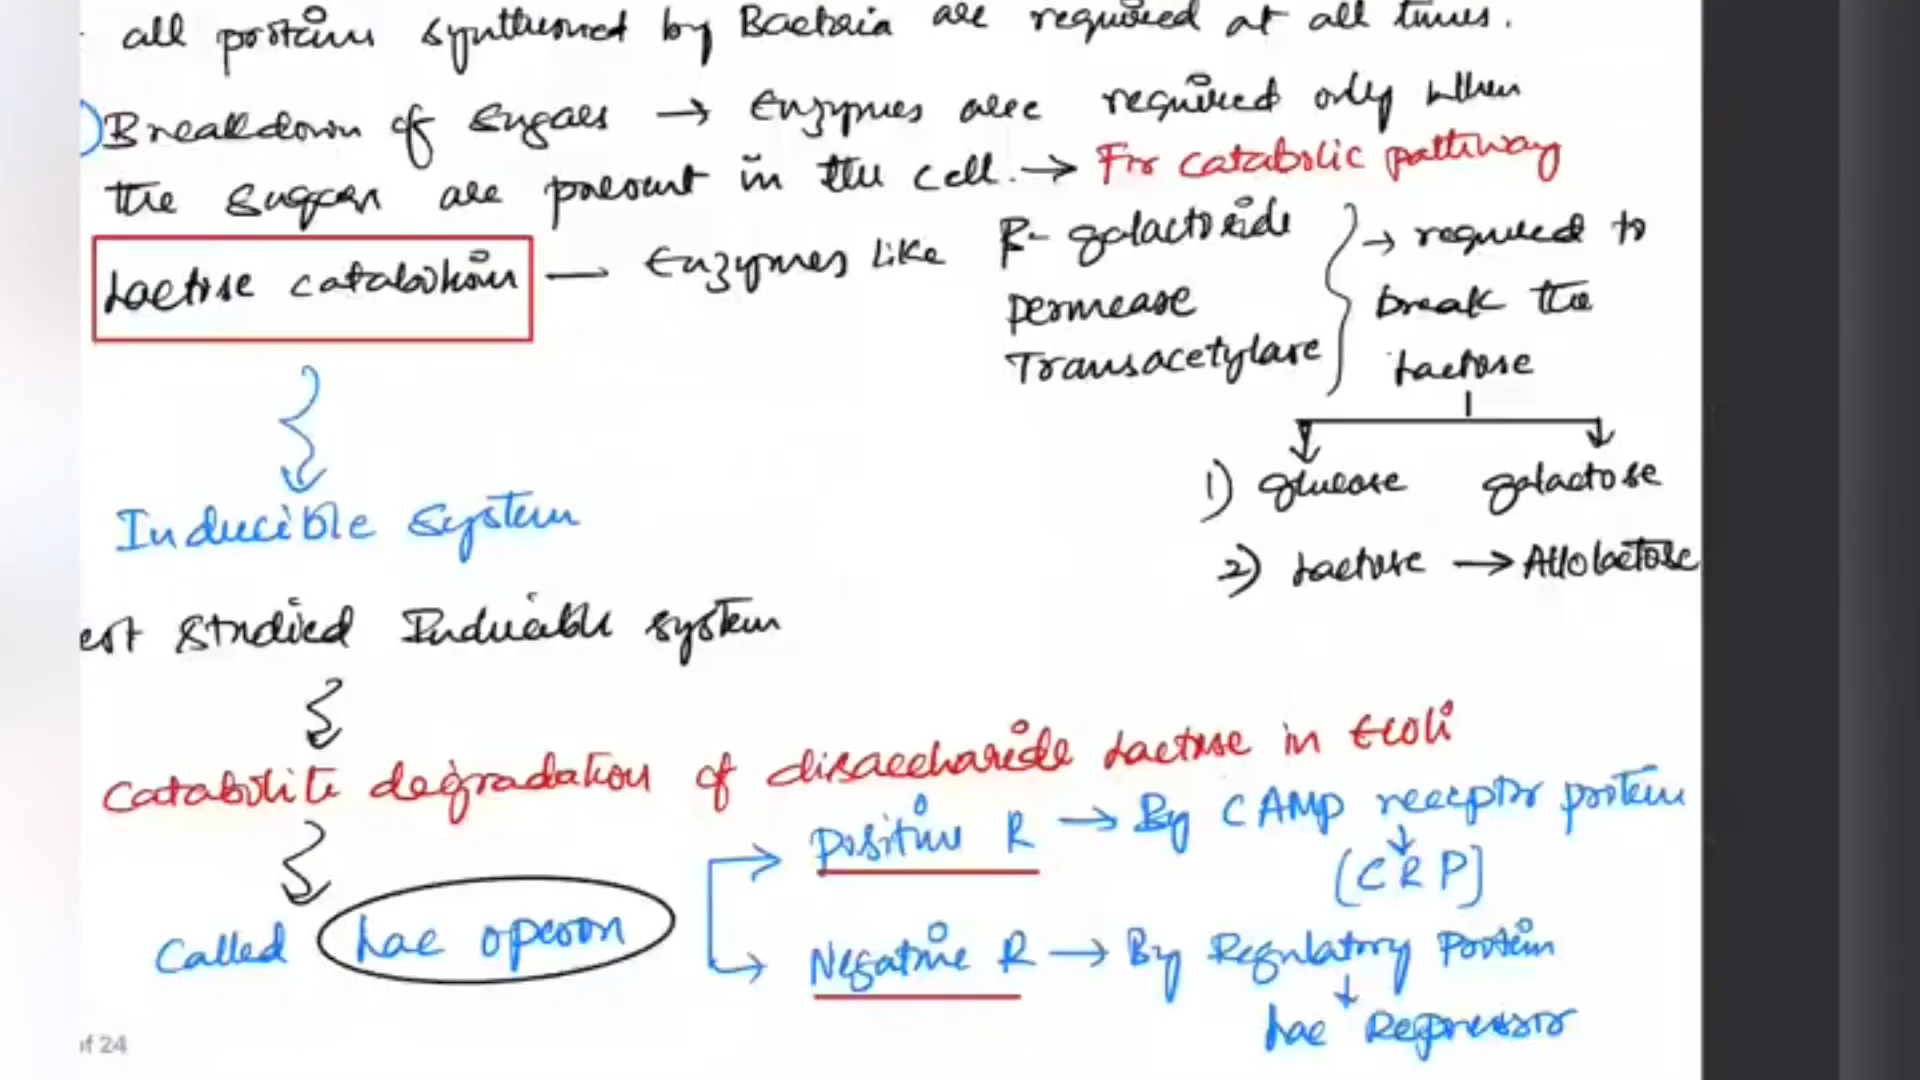 all proteins synthesized by Bacteria are required at all times.
Breakdown of sugars → Enzymes are required only when
the sugars are present in the cell. → For catabolic pathway
Lactose catabolism — Enzymes like β- galactoside
permease
Transacetylase
→ required to
break the
Lactose
1) glucose galactose
2) Lactose → Allolactose
Inducible system
est studied Inducible system
Catabolite degradation of disaccharide Lactose in Ecoli
Called Lac operon
Positive R → By CAMP receptor protein
(CRP]
Negative R → By Regulatory Protein
Lac Repressor
of 24